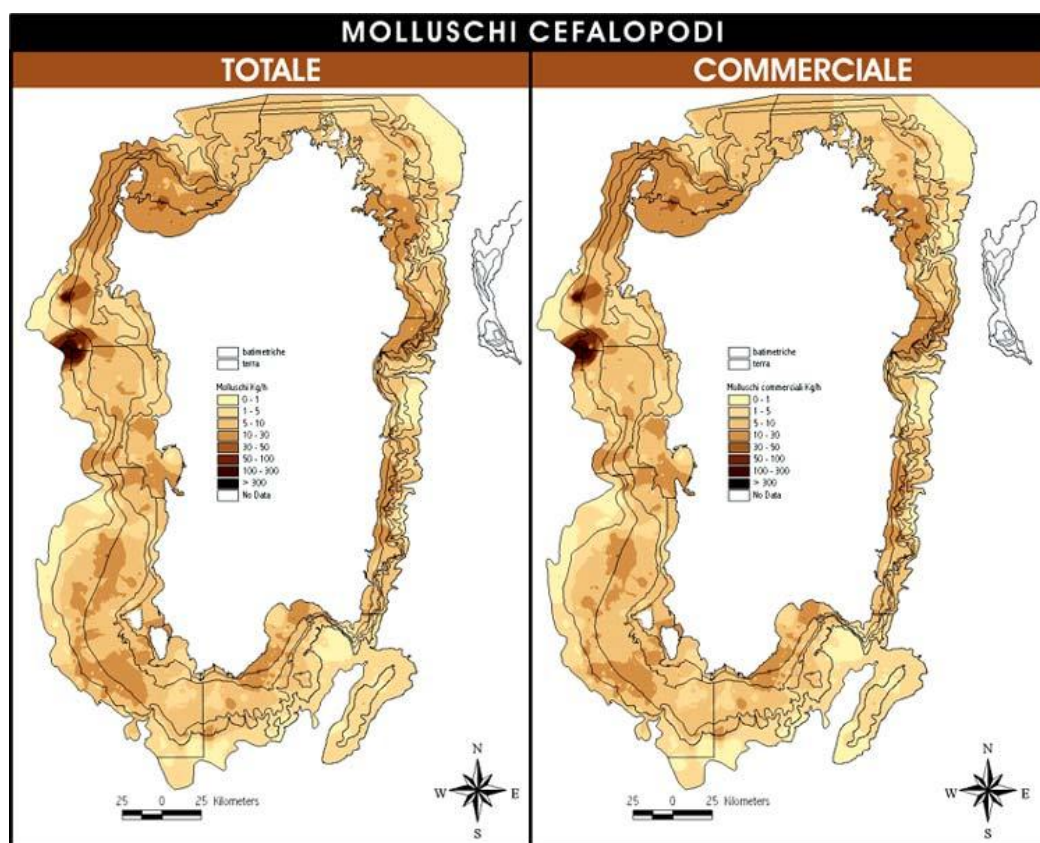 MOLLUSCHI CEFALOPODI
TOTALE
COMMERCIALE
batimetriche
terra
Molluschi Kg/h
0 - 1
1 - 5
5 - 10
10 - 30
30 - 50
50 - 100
100 - 300
> 300
No Data
25 0 25 Kilometers
N
W E
S
batimetriche
terra
Molluschi commerciali Kg/h
0 - 1
1 - 5
5 - 10
10 - 30
30 - 50
50 - 100
100 - 300
> 300
No Data
25 0 25 Kilometers
N
W E
S